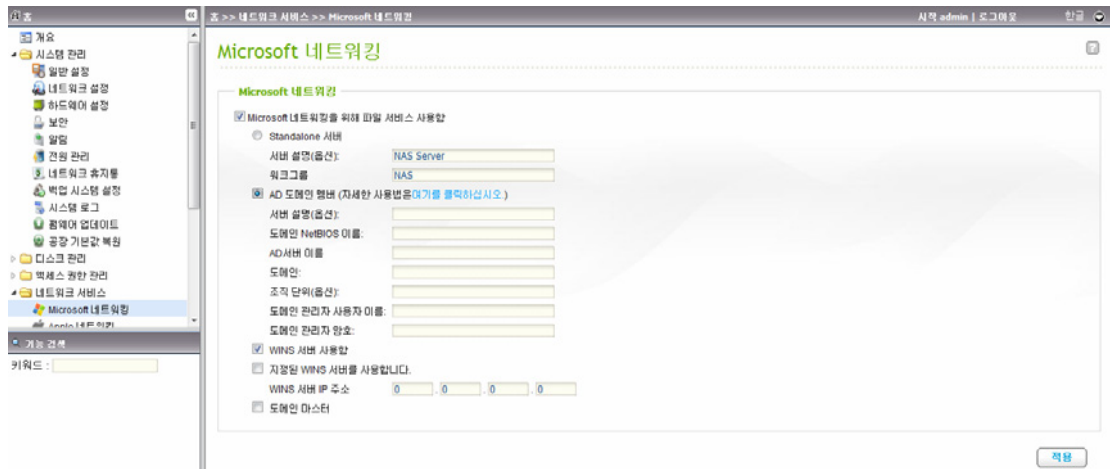 홈
홈 >> 네트워크 서비스 >> Microsoft 네트워킹
시작 admin | 로그아웃
한글
개요
시스템 관리
일반 설정
네트워크 설정
하드웨어 설정
보안
알림
전원 관리
네트워크 휴지통
백업 시스템 설정
시스템 로그
펌웨어 업데이트
공장 기본값 복원
디스크 관리
액세스 권한 관리
네트워크 서비스
Microsoft 네트워킹
Apple 네트워킹
기능 검색
키워드 :
Microsoft 네트워킹
Microsoft 네트워킹
Microsoft 네트워킹을 위해 파일 서비스 사용함
Standalone 서버
서버 설명(옵션): NAS Server
워크그룹 NAS
AD 도메인 멤버 (자세한 사용법은여기를 클릭하십시오.)
서버 설명(옵션):
도메인 NetBIOS 이름:
AD서버 이름
도메인:
조직 단위(옵션):
도메인 관리자 사용자 이름:
도메인 관리자 암호:
WINS 서버 사용함
지정된 WINS 서버를 사용합니다.
WINS 서버 IP 주소 0 . 0 . 0 . 0
도메인 마스터
적용